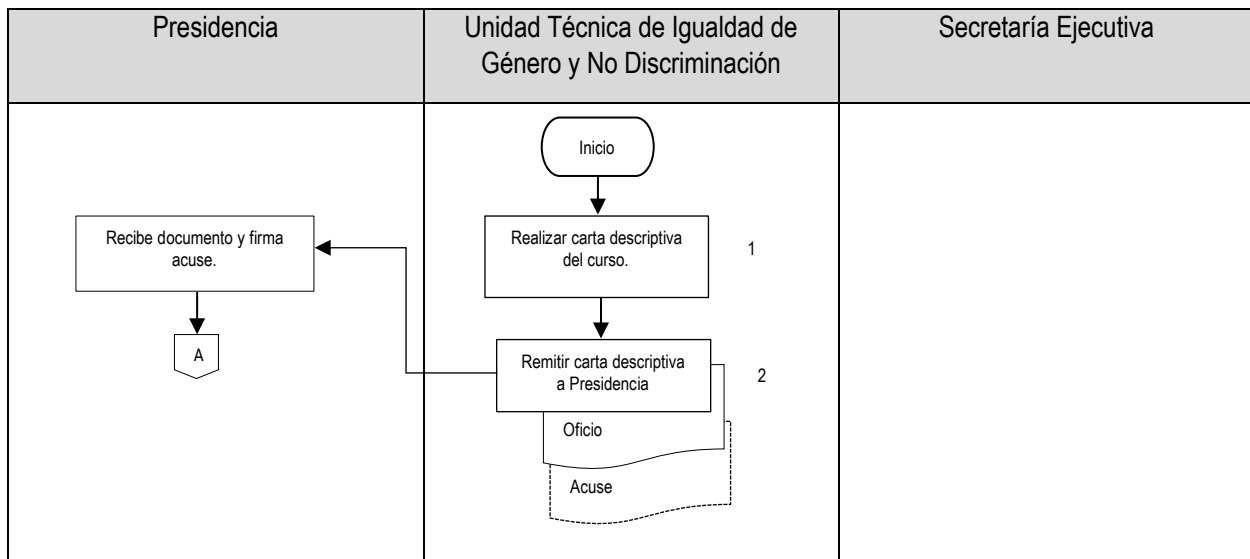 Presidencia
Unidad Técnica de Igualdad de
Género y No Discriminación
Secretaría Ejecutiva
Inicio
Recibe documento y firma
acuse.
Realizar carta descriptiva
del curso.
1
A
Remitir carta descriptiva
a Presidencia
2
Oficio
Acuse